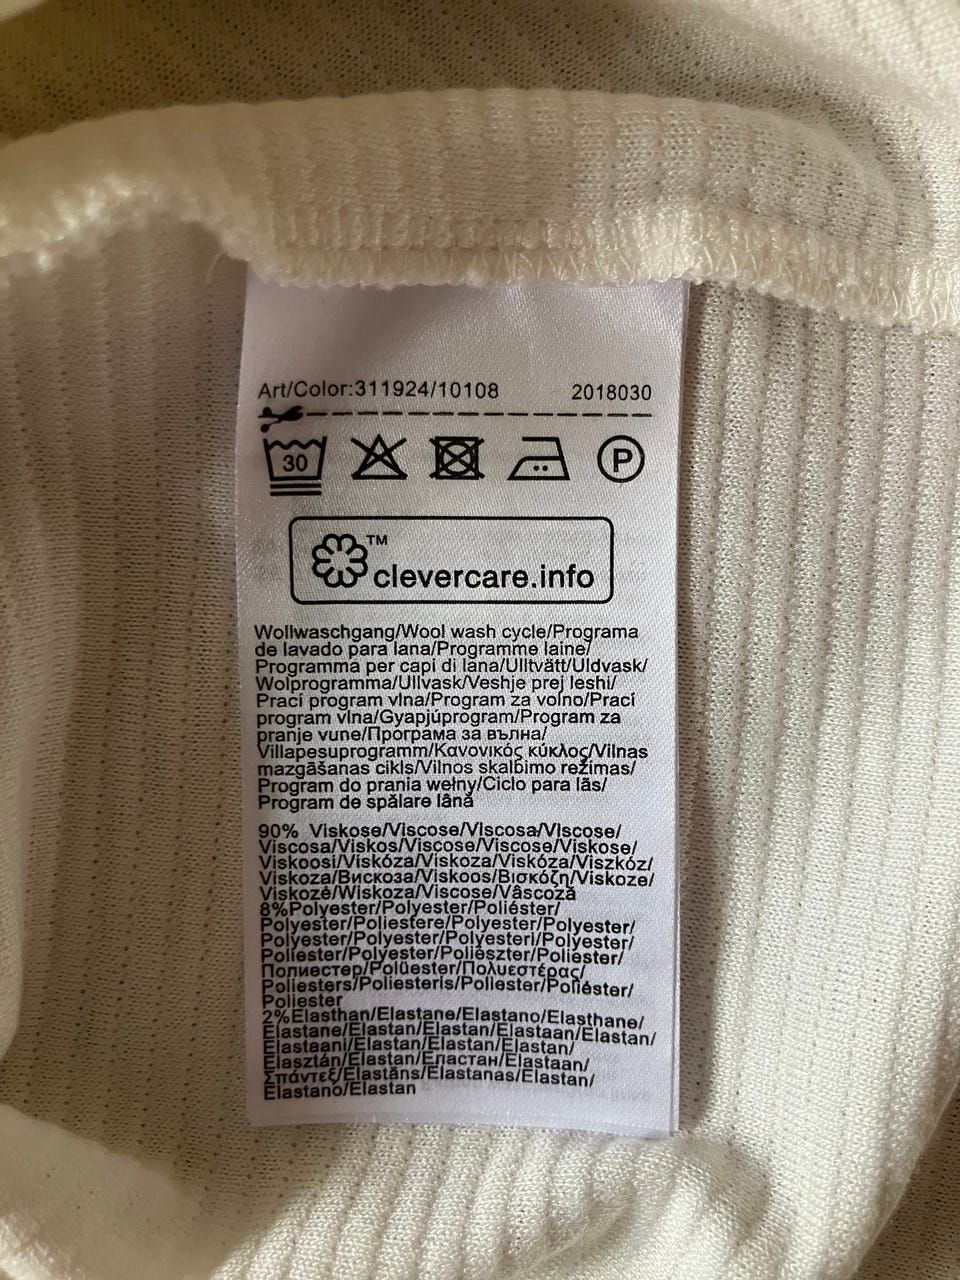 Art/Color:311924/10108 2018030
30 P
™
clevercare.info
Wollwaschgang/Wool wash cycle/Programa
de lavado para lana/Programme laine/
Programma per capi di lana/Ulltvätt/Uldvask/
Wolprogramma/Ullvask/Veshje prej leshi/
Prací program vlna/Program za volno/Prací
program vlna/Gyapjúprogram/Program za
pranje vune/Програма за вълна/
Villapesuprogramm/Κανονικός κύκλος/Vilnas
mazgāšanas cikls/Vilnos skalbimo režimas/
Program do prania wełny/Ciclo para lãs/
Program de spălare lână
90% Viskose/Viscose/Viscosa/Viscose/
Viscosa/Viskos/Viscose/Viscose/Viskose/
Viskoosi/Viskóza/Viskoza/Viskóza/Viszkóz/
Viskoza/Вискоза/Viskoos/Βισκόζη/Viskoze/
Viskozė/Wiskoza/Viscose/Vâscoză
8%Polyester/Polyester/Poliéster/
Polyester/Poliestere/Polyester/Polyester/
Polyester/Polyester/Polyesteri/Polyester/
Poliester/Polyester/Poliészter/Poliester/
Полиестер/Polüester/Πολυεστέρας/
Poliesters/Poliesteris/Poliester/Poliéster/
Poliester
2%Elasthan/Elastane/Elastano/Elasthane/
Elastane/Elastan/Elastan/Elastaan/Elastan/
Elastaani/Elastan/Elastan/Elastan/
Elasztán/Elastan/Еластан/Elastaan/
Σπάντεξ/Elastāns/Elastanas/Elastan/
Elastano/Elastan